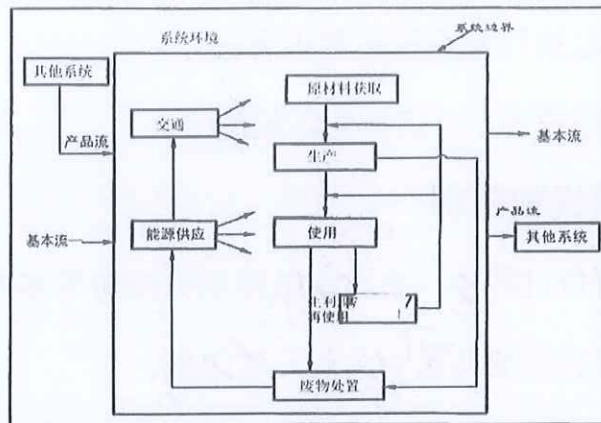 系统环境
系统边界
其他系统
原材料获取
交通
产品流
基本流
生产
产品流
能源供应
使用
其他系统
基本流
再使用
废物处置